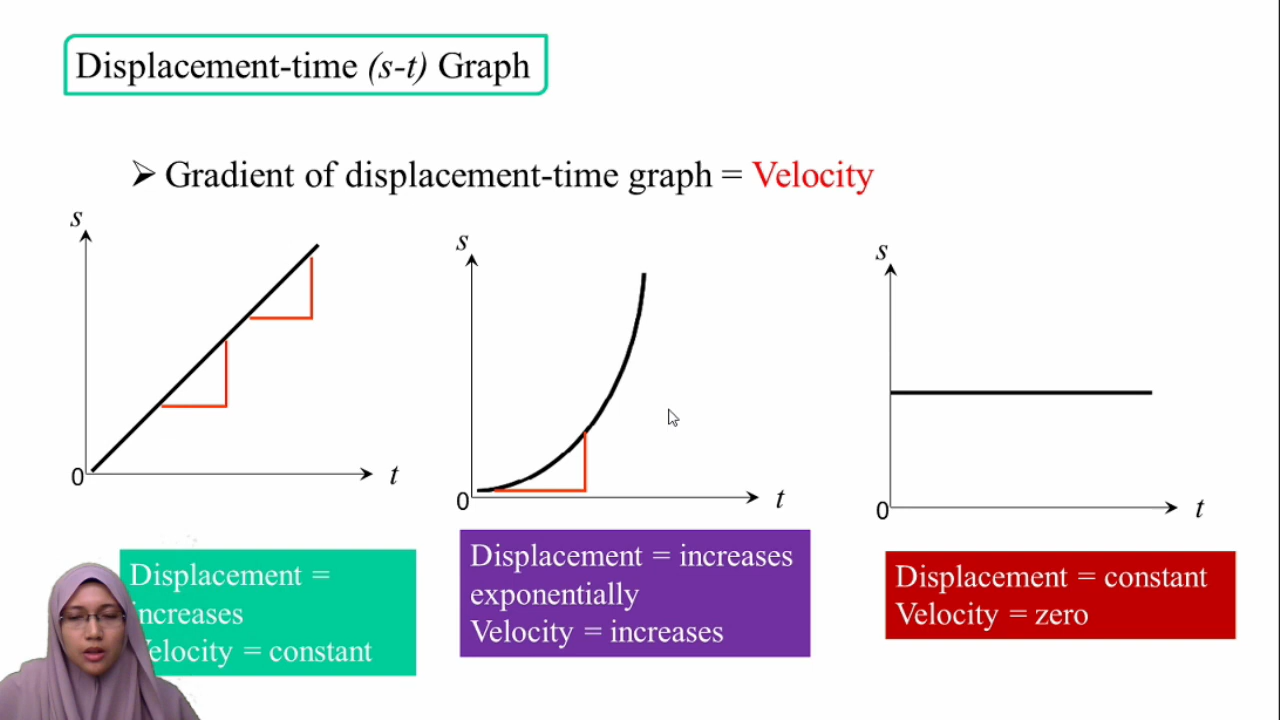 Displacement-time (s-t) Graph
➢ Gradient of displacement-time graph = Velocity
s
0
t
s
0
t
s
0
t
Displacement =
increases
Velocity = constant
Displacement = increases
exponentially
Velocity = increases
Displacement = constant
Velocity = zero